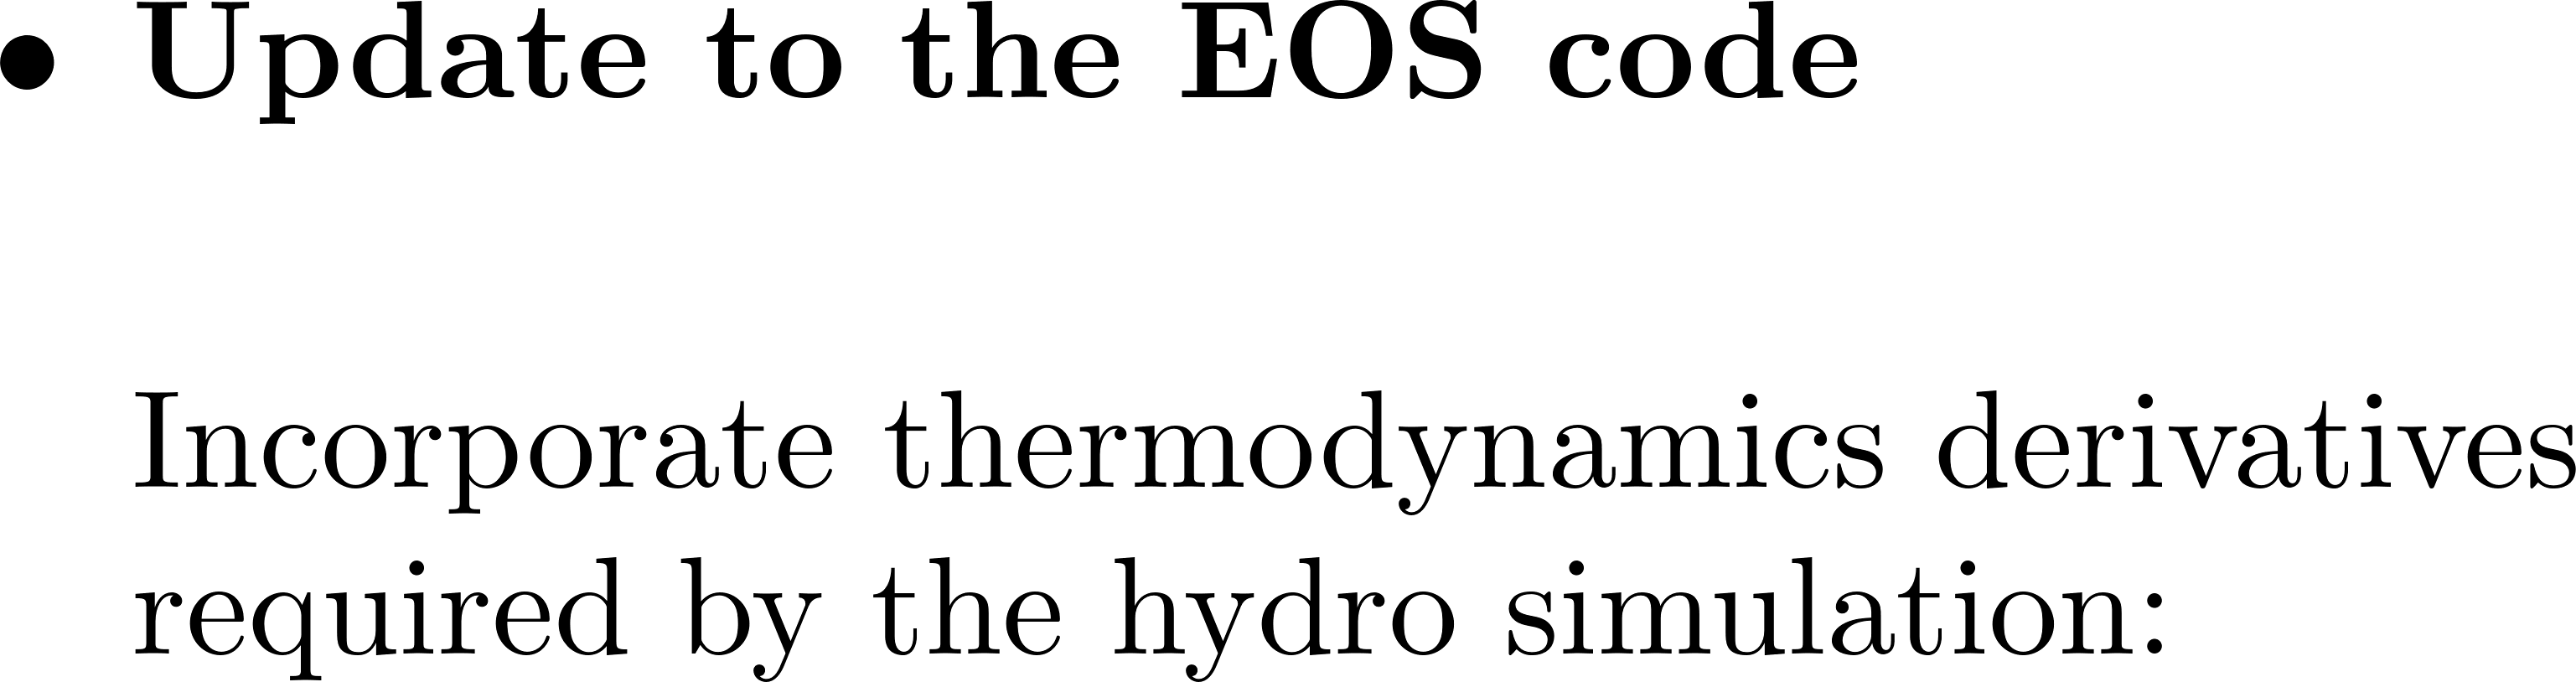 • Update to the EOS code
Incorporate thermodynamics derivatives
required by the hydro simulation: